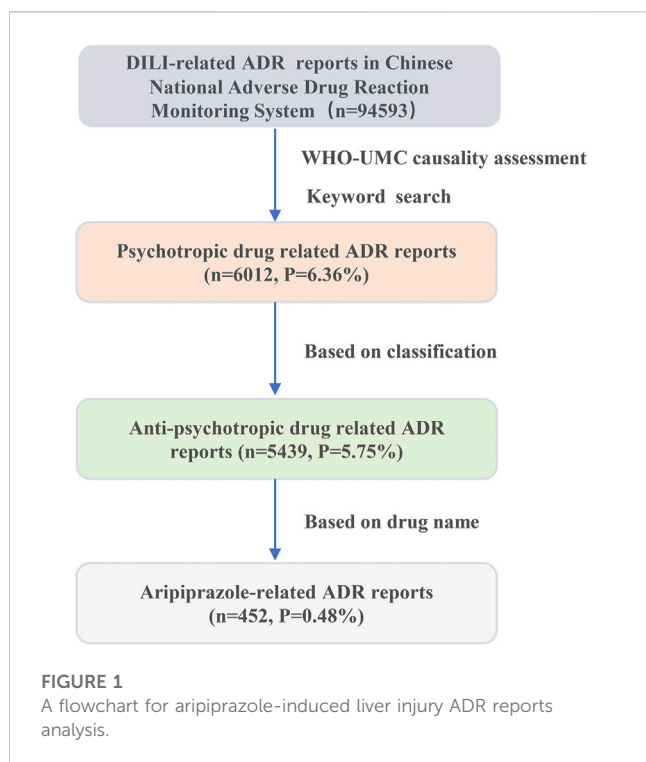 DILI-related ADR reports in Chinese
National Adverse Drug Reaction
Monitoring System（n=94593）
WHO-UMC causality assessment
Keyword search
Psychotropic drug related ADR reports
(n=6012, P=6.36%)
Based on classification
Anti-psychotropic drug related ADR
reports (n=5439, P=5.75%)
Based on drug name
Aripiprazole-related ADR reports
(n=452, P=0.48%)
FIGURE 1
A flowchart for aripiprazole-induced liver injury ADR reports
analysis.